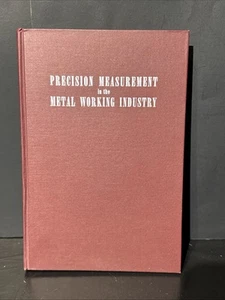 PRECISION MEASUREMENT
in the
METAL WORKING INDUSTRY